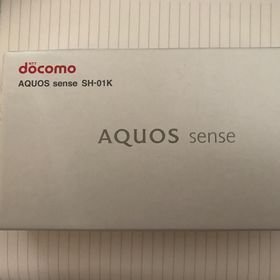 NTT
docomo
AQUOS sense SH-01K
AQUOS sense